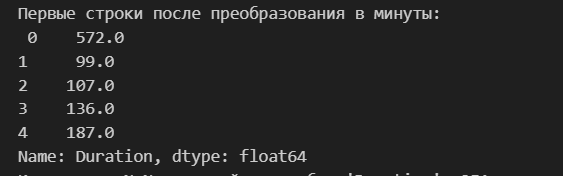 Первые строки после преобразования в минуты:
0 572.0
1 99.0
2 107.0
3 136.0
4 187.0
Name: Duration, dtype: float64